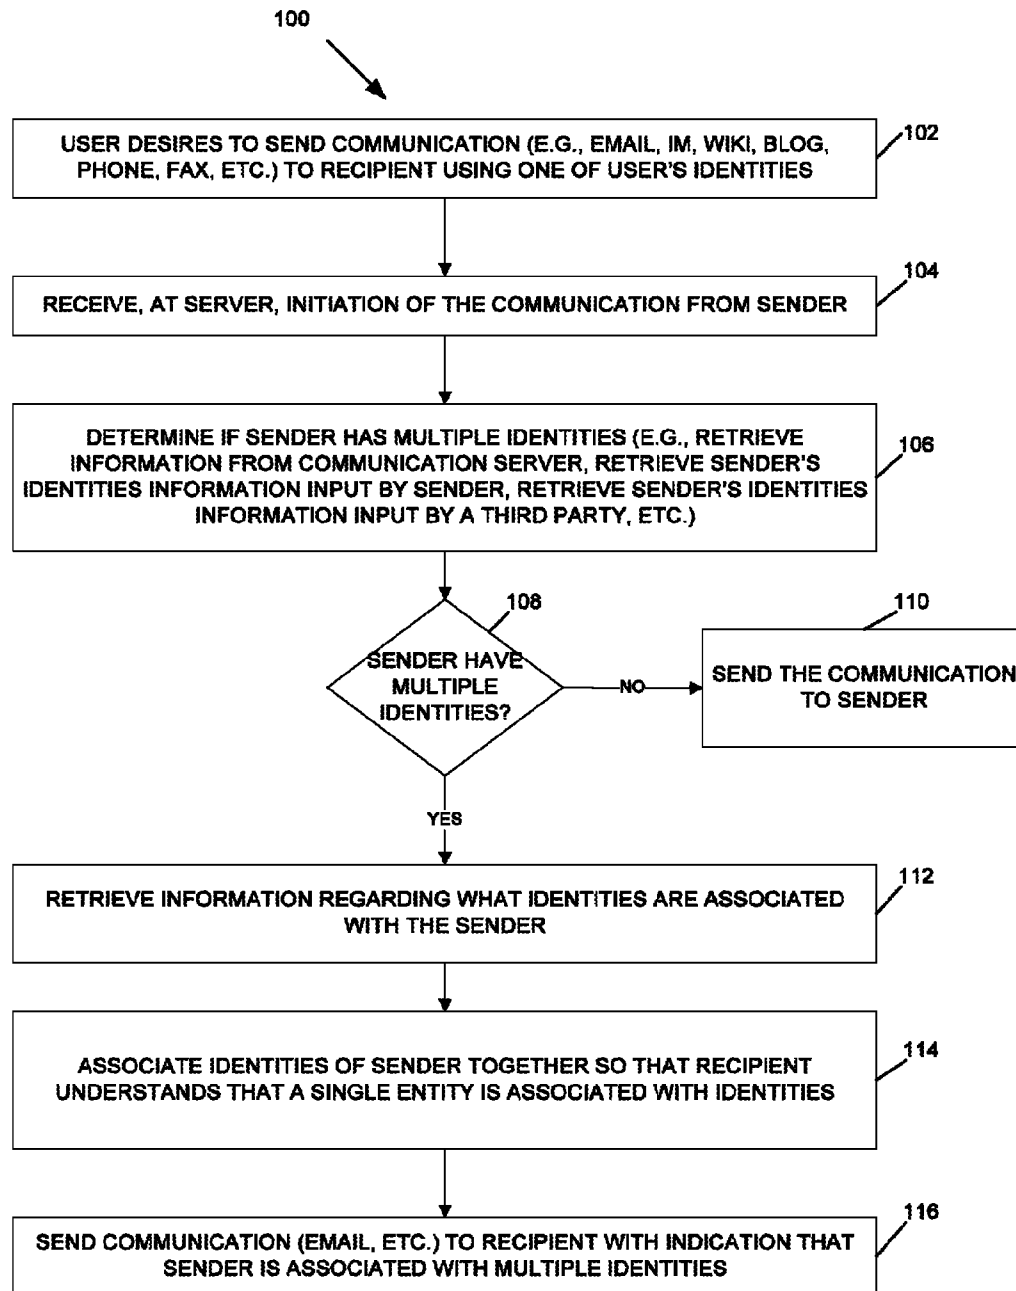 100
USER DESIRES TO SEND COMMUNICATION (E.G., EMAIL, IM, WIKI, BLOG,
PHONE, FAX, ETC.) TO RECIPIENT USING ONE OF USER'S IDENTITIES
102
RECEIVE, AT SERVER, INITIATION OF THE COMMUNICATION FROM SENDER
104
DETERMINE IF SENDER HAS MULTIPLE IDENTITIES (E.G., RETRIEVE
INFORMATION FROM COMMUNICATION SERVER, RETRIEVE SENDER'S
IDENTITIES INFORMATION INPUT BY SENDER, RETRIEVE SENDER'S IDENTITIES
INFORMATION INPUT BY A THIRD PARTY, ETC.)
106
108
SENDER HAVE
MULTIPLE
IDENTITIES?
NO
110
SEND THE COMMUNICATION
TO SENDER
YES
RETRIEVE INFORMATION REGARDING WHAT IDENTITIES ARE ASSOCIATED
WITH THE SENDER
112
ASSOCIATE IDENTITIES OF SENDER TOGETHER SO THAT RECIPIENT
UNDERSTANDS THAT A SINGLE ENTITY IS ASSOCIATED WITH IDENTITIES
114
SEND COMMUNICATION (EMAIL, ETC.) TO RECIPIENT WITH INDICATION THAT
SENDER IS ASSOCIATED WITH MULTIPLE IDENTITIES
116